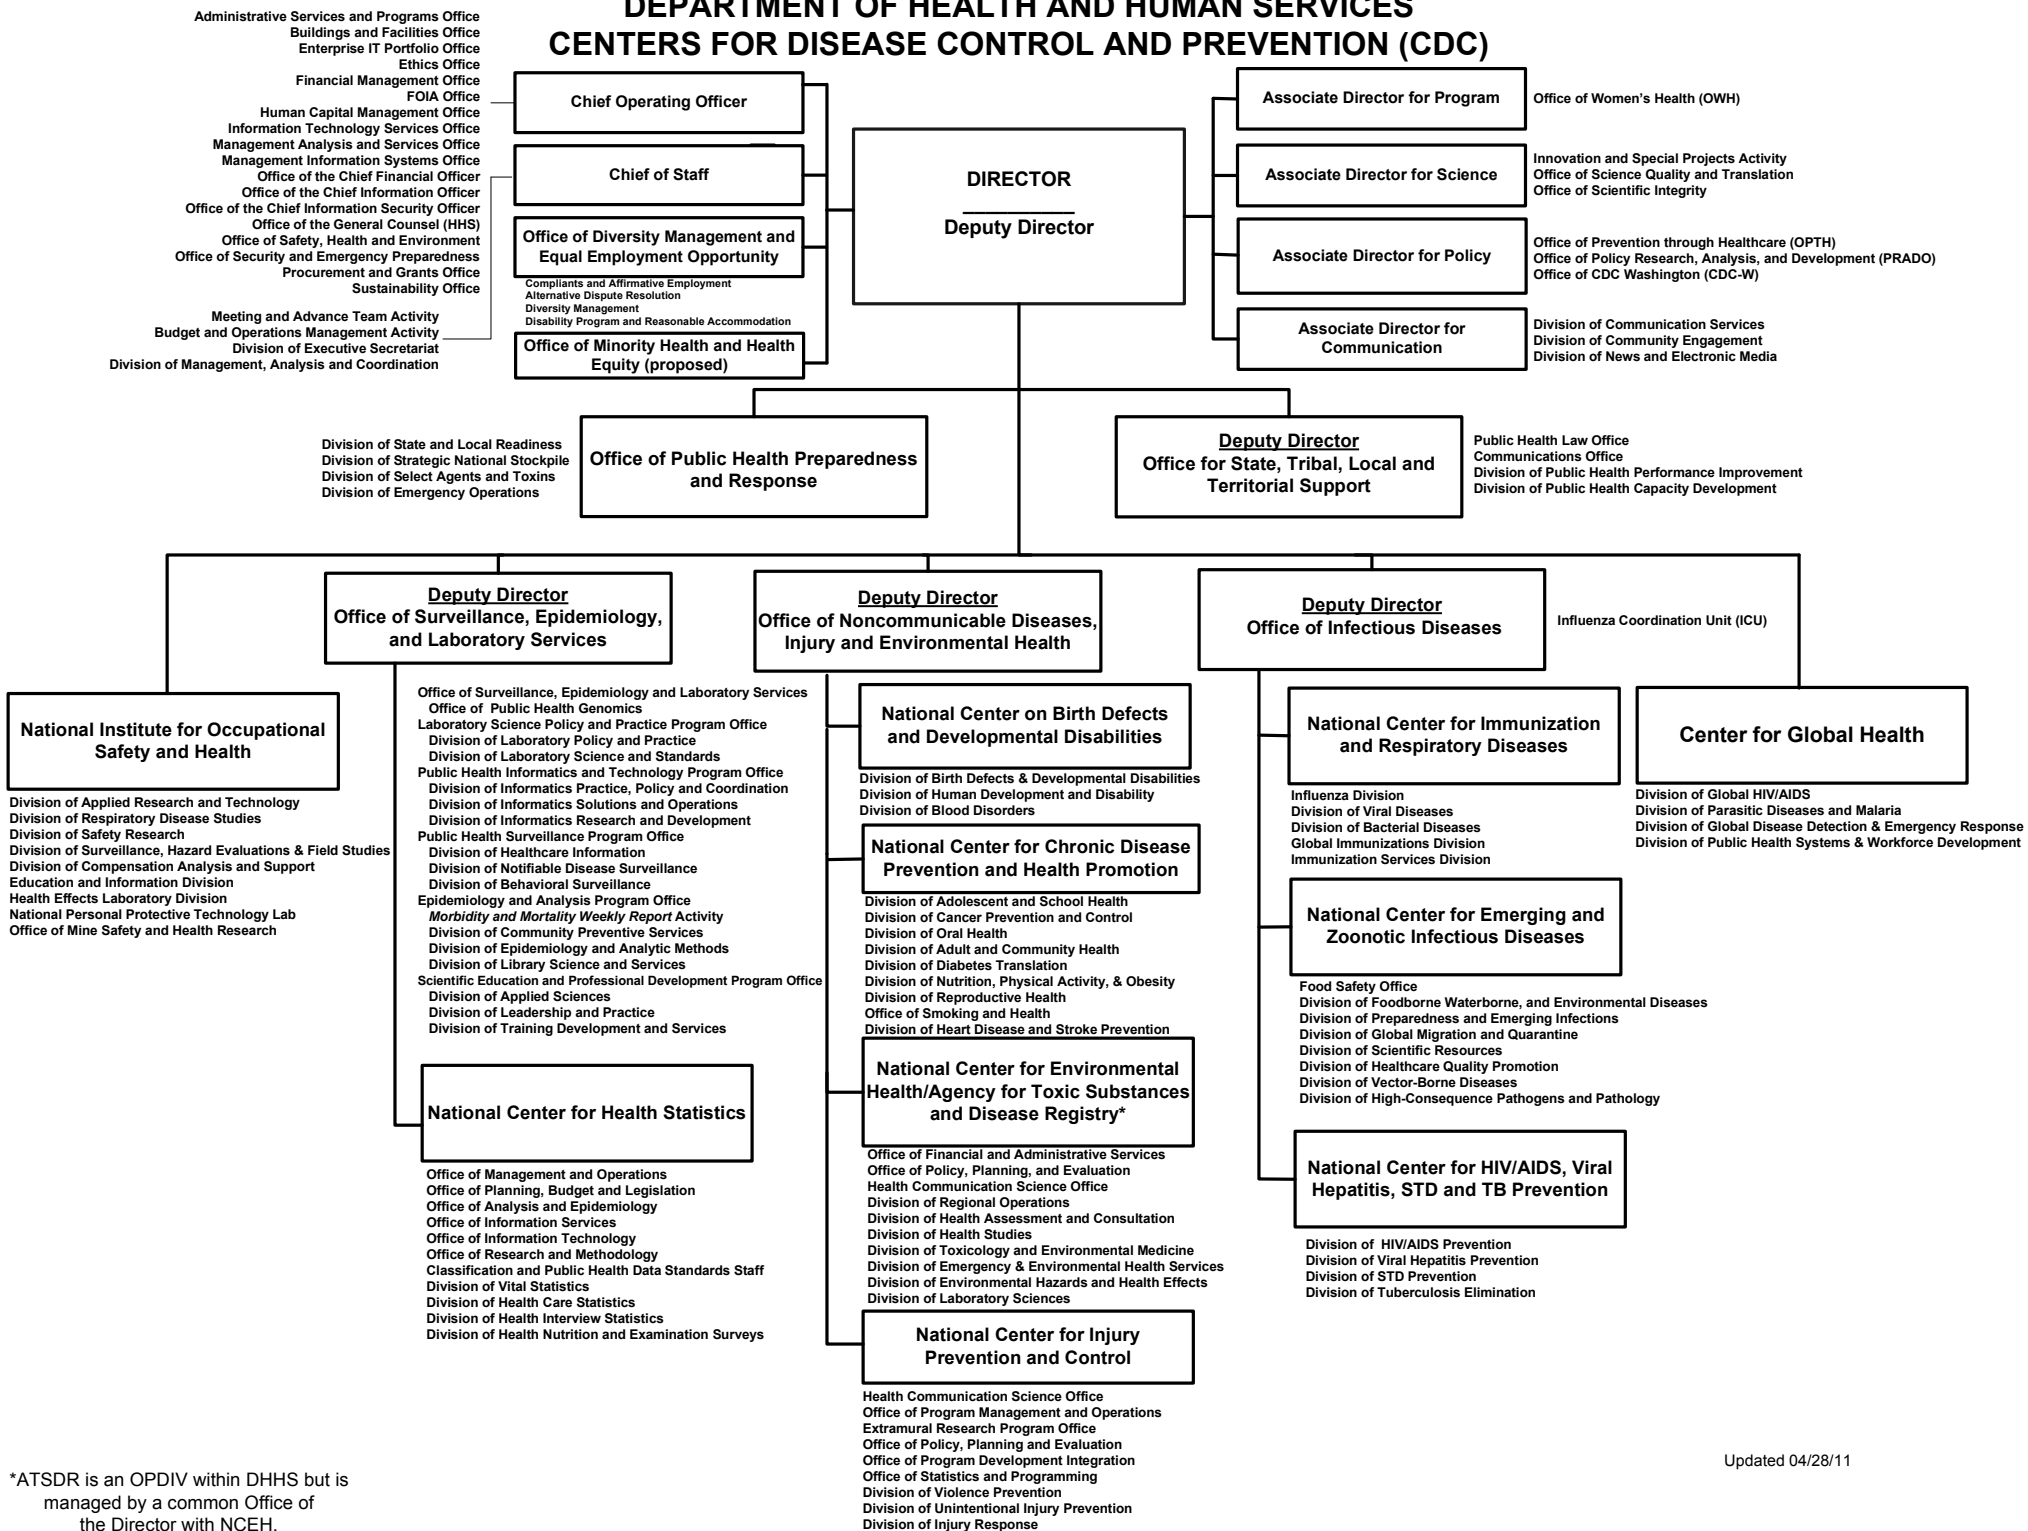 DEPARTMENT OF HEALTH AND HUMAN SERVICES
CENTERS FOR DISEASE CONTROL AND PREVENTION (CDC)
Administrative Services and Programs Office
Buildings and Facilities Office
Enterprise IT Portfolio Office
Ethics Office
Financial Management Office
FOIA Office
Human Capital Management Office
Information Technology Services Office
Management Analysis and Services Office
Management Information Systems Office
Office of the Chief Financial Officer
Office of the Chief Information Officer
Office of the Chief Information Security Officer
Office of the General Counsel (HHS)
Office of Safety, Health and Environment
Office of Security and Emergency Preparedness
Procurement and Grants Office
Sustainability Office
Meeting and Advance Team Activity
Budget and Operations Management Activity
Division of Executive Secretariat
Division of Management, Analysis and Coordination
Chief Operating Officer
Chief of Staff
Office of Diversity Management and
Equal Employment Opportunity
Compliants and Affirmative Employment
Alternative Dispute Resolution
Diversity Management
Disability Program and Reasonable Accommodation
Office of Minority Health and Health
Equity (proposed)
DIRECTOR
Deputy Director
Associate Director for Program
Office of Women's Health (OWH)
Associate Director for Science
Innovation and Special Projects Activity
Office of Science Quality and Translation
Office of Scientific Integrity
Associate Director for Policy
Office of Prevention through Healthcare (OPTH)
Office of Policy Research, Analysis, and Development (PRADO)
Office of CDC Washington (CDC-W)
Associate Director for
Communication
Division of Communication Services
Division of Community Engagement
Division of News and Electronic Media
Division of State and Local Readiness
Division of Strategic National Stockpile
Division of Select Agents and Toxins
Division of Emergency Operations
Office of Public Health Preparedness
and Response
Deputy Director
Office for State, Tribal, Local and
Territorial Support
Public Health Law Office
Communications Office
Division of Public Health Performance Improvement
Division of Public Health Capacity Development
National Institute for Occupational
Safety and Health
Division of Applied Research and Technology
Division of Respiratory Disease Studies
Division of Safety Research
Division of Surveillance, Hazard Evaluations & Field Studies
Division of Compensation Analysis and Support
Education and Information Division
Health Effects Laboratory Division
National Personal Protective Technology Lab
Office of Mine Safety and Health Research
Deputy Director
Office of Surveillance, Epidemiology,
and Laboratory Services
Office of Surveillance, Epidemiology and Laboratory Services
Office of Public Health Genomics
Laboratory Science Policy and Practice Program Office
Division of Laboratory Policy and Practice
Division of Laboratory Science and Standards
Public Health Informatics and Technology Program Office
Division of Informatics Practice, Policy and Coordination
Division of Informatics Solutions and Operations
Division of Informatics Research and Development
Public Health Surveillance Program Office
Division of Healthcare Information
Division of Notifiable Disease Surveillance
Division of Behavioral Surveillance
Epidemiology and Analysis Program Office
Morbidity and Mortality Weekly Report Activity
Division of Community Preventive Services
Division of Epidemiology and Analytic Methods
Division of Library Science and Services
Scientific Education and Professional Development Program Office
Division of Applied Sciences
Division of Leadership and Practice
Division of Training Development and Services
National Center for Health Statistics
Office of Management and Operations
Office of Planning, Budget and Legislation
Office of Analysis and Epidemiology
Office of Information Services
Office of Information Technology
Office of Research and Methodology
Classification and Public Health Data Standards Staff
Division of Vital Statistics
Division of Health Care Statistics
Division of Health Interview Statistics
Division of Health Nutrition and Examination Surveys
Deputy Director
Office of Noncommunicable Diseases,
Injury and Environmental Health
National Center on Birth Defects
and Developmental Disabilities
Division of Birth Defects & Developmental Disabilities
Division of Human Development and Disability
Division of Blood Disorders
National Center for Chronic Disease
Prevention and Health Promotion
Division of Adolescent and School Health
Division of Cancer Prevention and Control
Division of Oral Health
Division of Adult and Community Health
Division of Diabetes Translation
Division of Nutrition, Physical Activity, & Obesity
Division of Reproductive Health
Office of Smoking and Health
Division of Heart Disease and Stroke Prevention
National Center for Environmental
Health/Agency for Toxic Substances
and Disease Registry*
Office of Financial and Administrative Services
Office of Policy, Planning, and Evaluation
Health Communication Science Office
Division of Regional Operations
Division of Health Assessment and Consultation
Division of Health Studies
Division of Toxicology and Environmental Medicine
Division of Emergency & Environmental Health Services
Division of Environmental Hazards and Health Effects
Division of Laboratory Sciences
National Center for Injury
Prevention and Control
Health Communication Science Office
Office of Program Management and Operations
Extramural Research Program Office
Office of Policy, Planning and Evaluation
Office of Program Development Integration
Office of Statistics and Programming
Division of Violence Prevention
Division of Unintentional Injury Prevention
Division of Injury Response
Deputy Director
Office of Infectious Diseases
Influenza Coordination Unit (ICU)
National Center for Immunization
and Respiratory Diseases
Influenza Division
Division of Viral Diseases
Division of Bacterial Diseases
Global Immunizations Division
Immunization Services Division
National Center for Emerging and
Zoonotic Infectious Diseases
Food Safety Office
Division of Foodborne Waterborne, and Environmental Diseases
Division of Preparedness and Emerging Infections
Division of Global Migration and Quarantine
Division of Scientific Resources
Division of Healthcare Quality Promotion
Division of Vector-Borne Diseases
Division of High-Consequence Pathogens and Pathology
National Center for HIV/AIDS, Viral
Hepatitis, STD and TB Prevention
Division of HIV/AIDS Prevention
Division of Viral Hepatitis Prevention
Division of STD Prevention
Division of Tuberculosis Elimination
Center for Global Health
Division of Global HIV/AIDS
Division of Parasitic Diseases and Malaria
Division of Global Disease Detection & Emergency Response
Division of Public Health Systems & Workforce Development
*ATSDR is an OPDIV within DHHS but is
managed by a common Office of
the Director with NCEH.
Updated 04/28/11